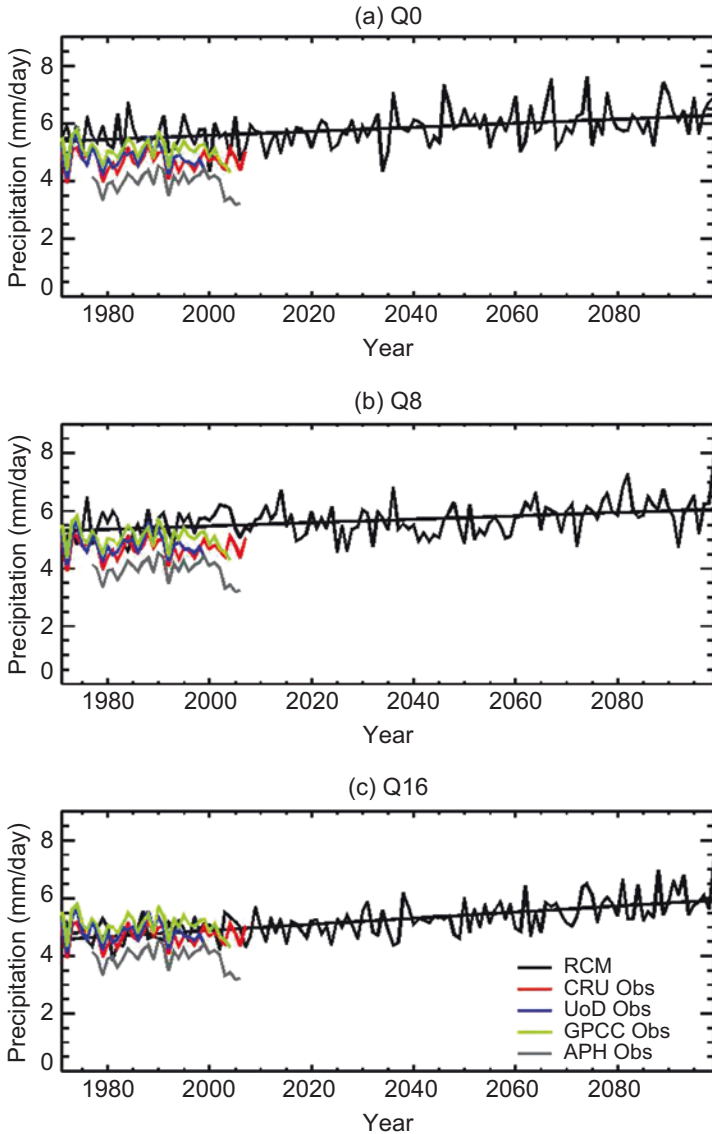 (a) Q0
Precipitation (mm/day)
8
6
4
2
0
1980 2000 2020 2040 2060 2080
Year
(b) Q8
Precipitation (mm/day)
8
6
4
2
0
1980 2000 2020 2040 2060 2080
Year
(c) Q16
Precipitation (mm/day)
8
6
4
2
0
RCM
CRU Obs
UoD Obs
GPCC Obs
APH Obs
1980 2000 2020 2040 2060 2080
Year